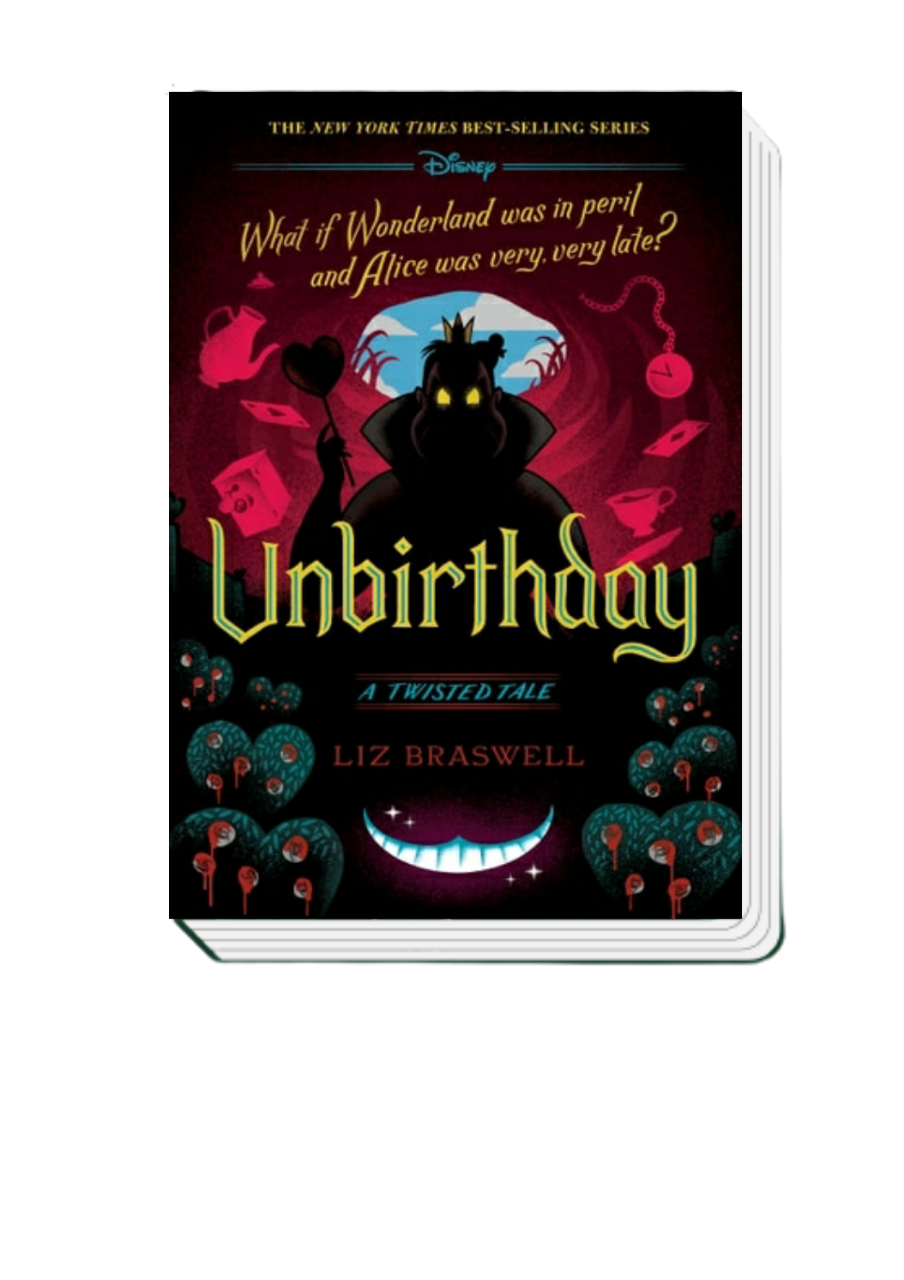 THE NEW YORK TIMES BEST-SELLING SERIES
DISNEY
What if Wonderland was in peril
and Alice was very, very late?
Unbirthday
A TWISTED TALE
LIZ BRASWELL